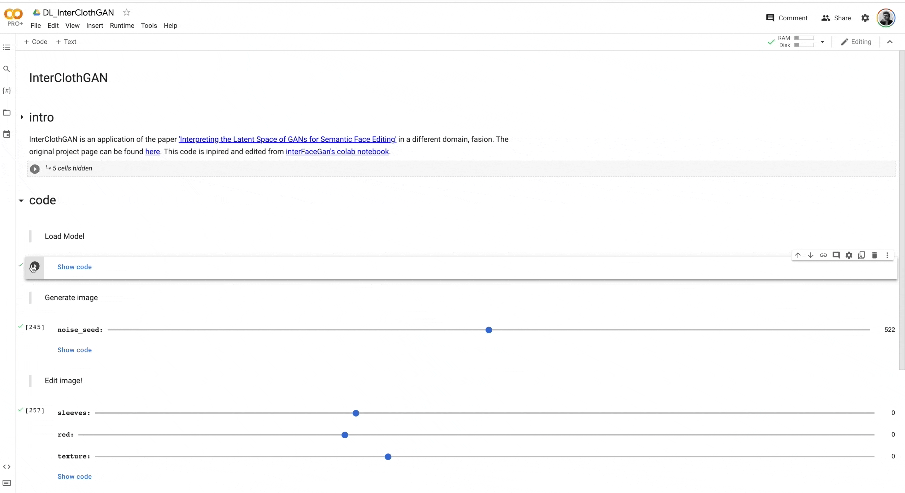 DL_InterClothGAN
PRO+
File Edit View Insert Runtime Tools Help
Comment
Share
+ Code + Text
RAM
Disk
Editing
InterClothGAN
intro
InterClothGAN is an application of the paper 'Interpreting the Latent Space of GANs for Semantic Face Editing' in a different domain, fasion. The
original project page can be found here. This code is inpired and edited from interFaceGan's colab notebook.
5 cells hidden
code
Load Model
Show code
Generate image
[245] noise_seed: 522
Show code
Edit image!
[257] sleeves: 0
red: 0
texture: 0
Show code